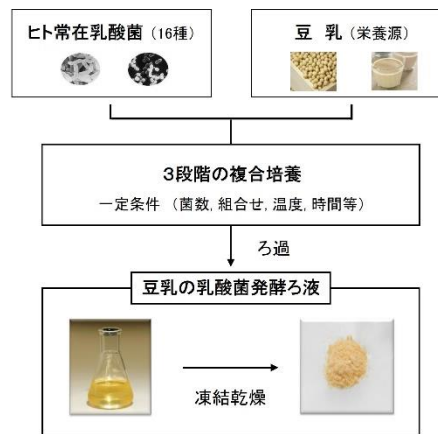 ヒト常在乳酸菌（16種）
豆 乳（栄養源）
３段階の複合培養
一定条件 （菌数, 組合せ, 温度, 時間等）
ろ過
豆乳の乳酸菌発酵ろ液
凍結乾燥